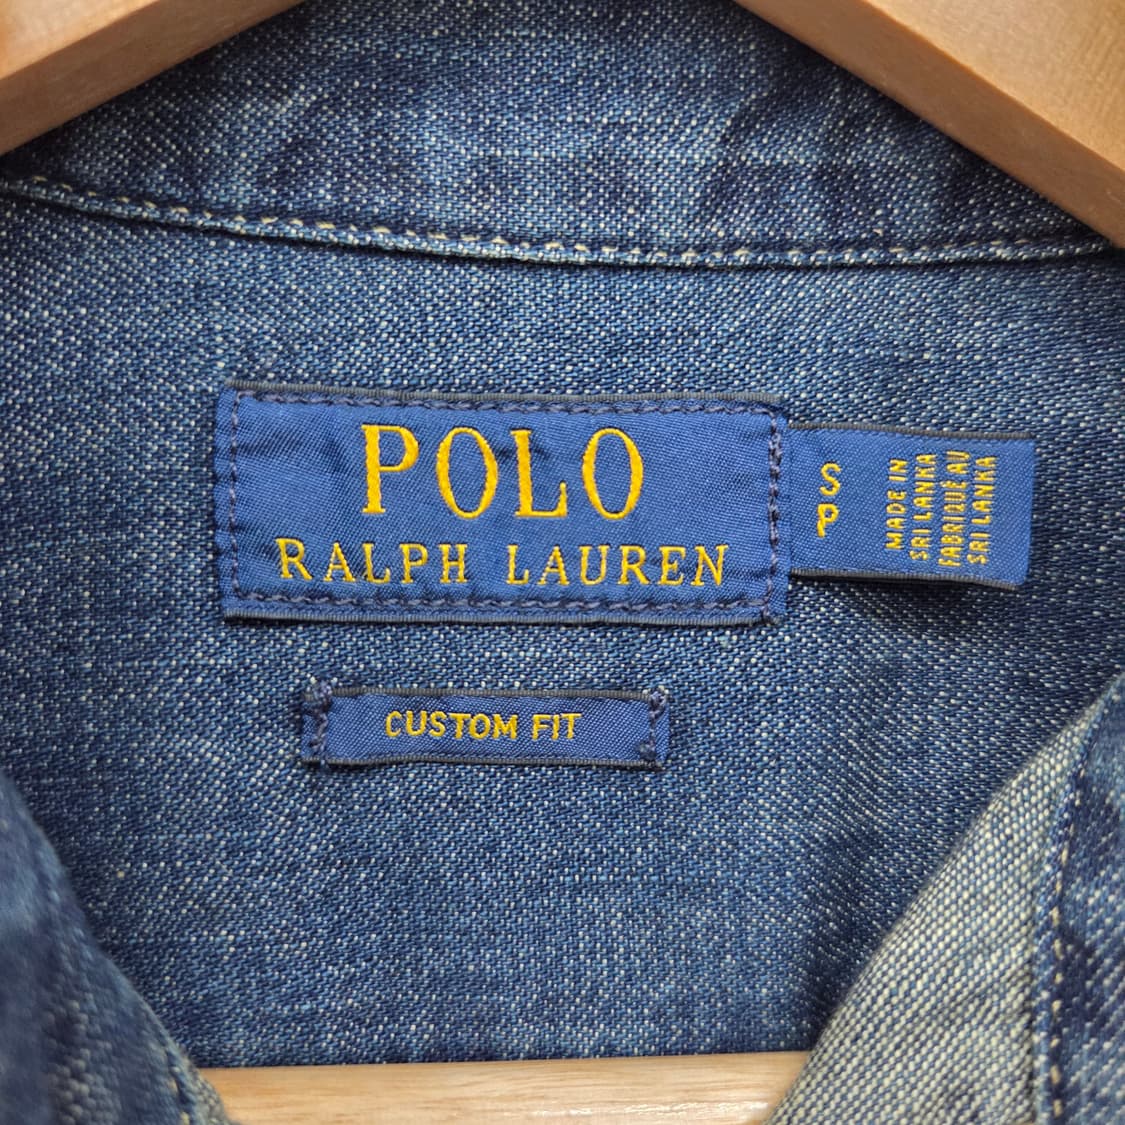 POLO
RALPH LAUREN
S
P
MADE IN
SRI LANKA
FABRIQUÉ AU
SRI LANKA
CUSTOM FIT